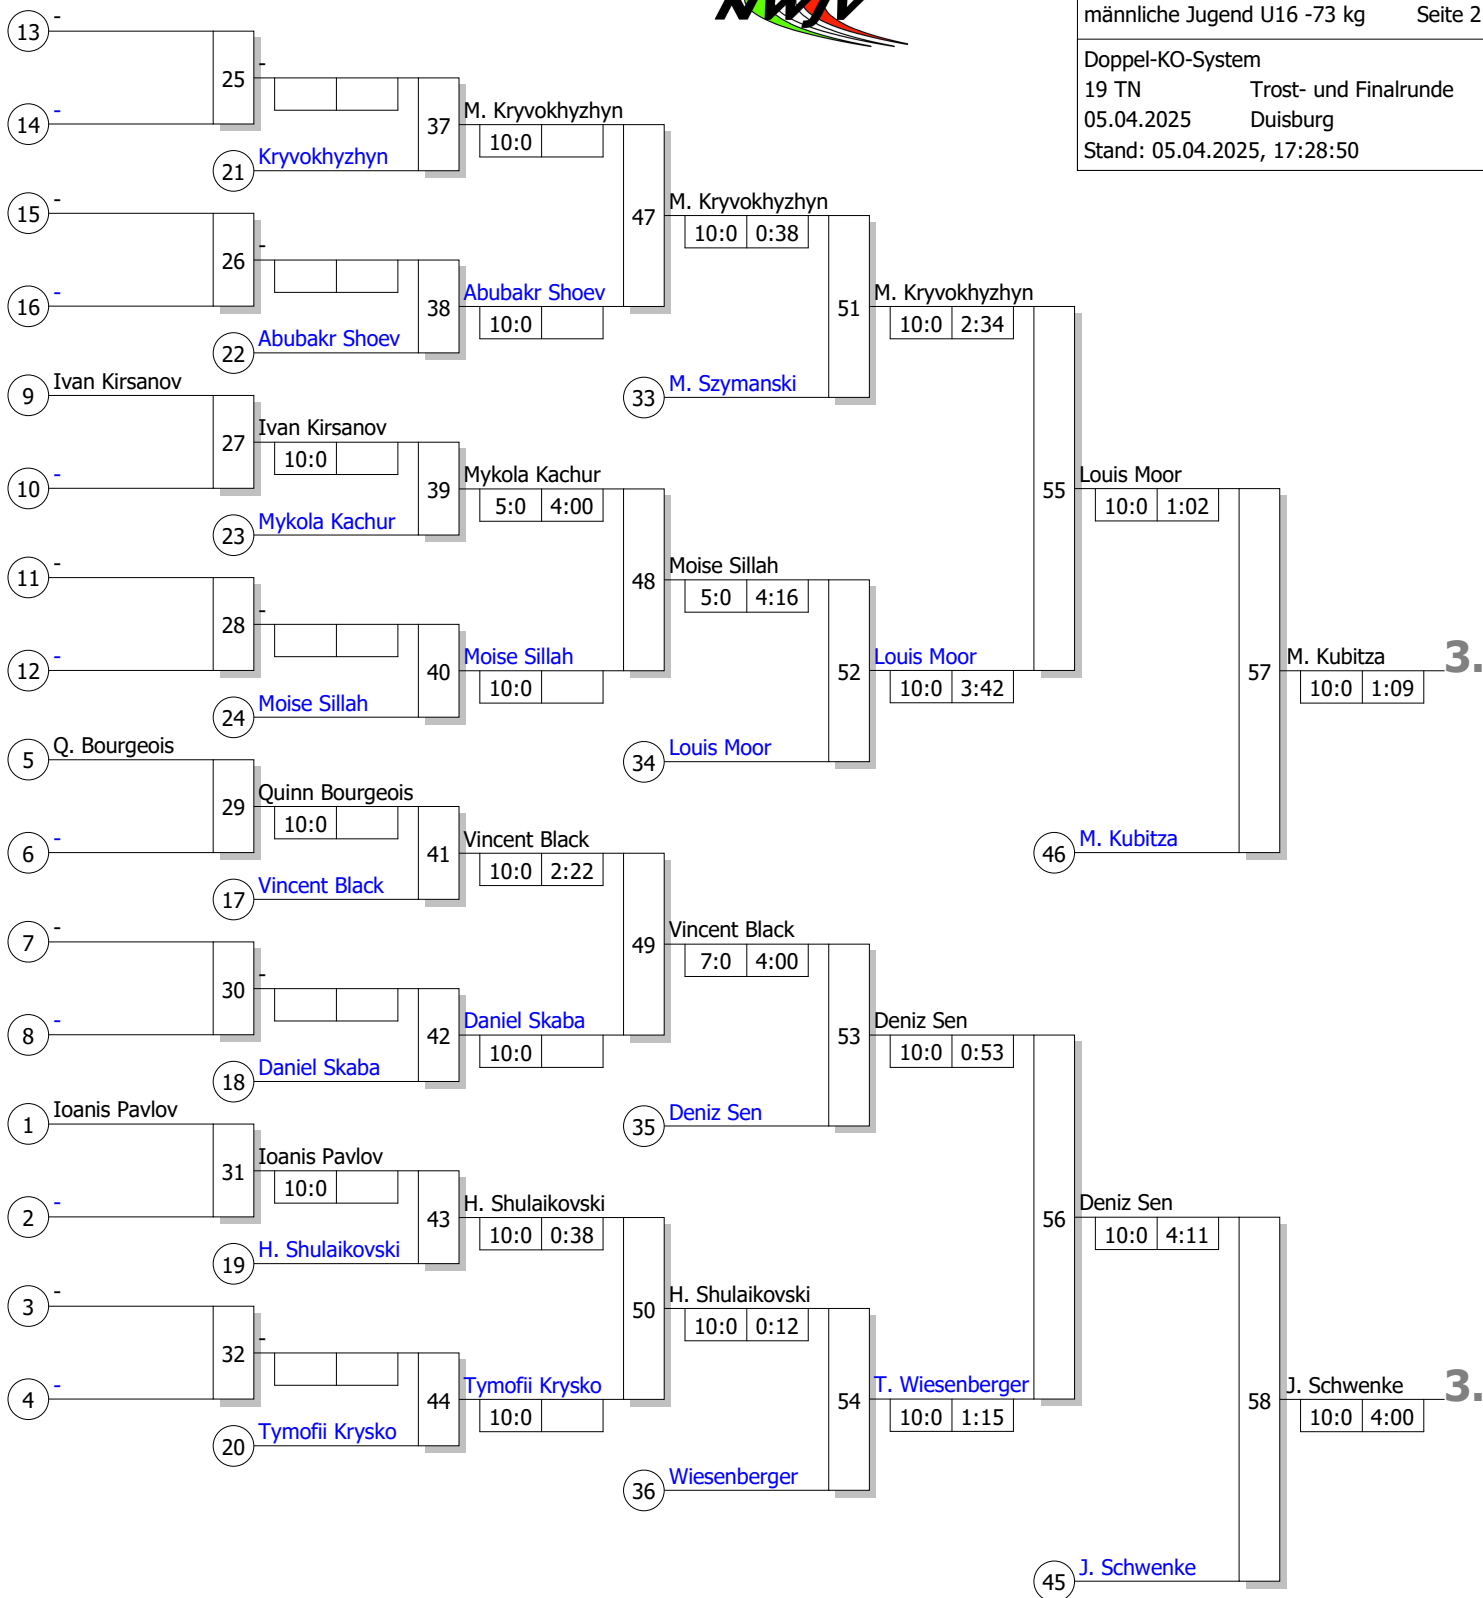 NWJV
männliche Jugend U16 -73 kg Seite 2
Doppel-KO-System
19 TN Trost- und Finalrunde
05.04.2025 Duisburg
Stand: 05.04.2025, 17:28:50
13 -
25 -
14 -
37 M. Kryvokhyzhyn
10:0
21 Kryvokhyzhyn
15 -
47 M. Kryvokhyzhyn
10:0 0:38
26 -
16 -
38 Abubakr Shoev
10:0
22 Abubakr Shoev
51 M. Kryvokhyzhyn
10:0 2:34
33 M. Szymanski
9 Ivan Kirsanov
27 Ivan Kirsanov
10:0
10 -
39 Mykola Kachur
5:0 4:00
23 Mykola Kachur
55 Louis Moor
10:0 1:02
11 -
48 Moise Sillah
5:0 4:16
28 -
12 -
40 Moise Sillah
10:0
24 Moise Sillah
52 Louis Moor
10:0 3:42
34 Louis Moor
57 M. Kubitza 3.
10:0 1:09
46 M. Kubitza
5 Q. Bourgeois
29 Quinn Bourgeois
10:0
6 -
41 Vincent Black
10:0 2:22
17 Vincent Black
7 -
49 Vincent Black
7:0 4:00
30 -
8 -
42 Daniel Skaba
10:0
18 Daniel Skaba
53 Deniz Sen
10:0 0:53
35 Deniz Sen
1 Ioanis Pavlov
31 Ioanis Pavlov
10:0
2 -
43 H. Shulaikovski
10:0 0:38
19 H. Shulaikovski
56 Deniz Sen
10:0 4:11
3 -
50 H. Shulaikovski
10:0 0:12
32 -
4 -
44 Tymofii Krysko
10:0
20 Tymofii Krysko
54 T. Wiesenberger
10:0 1:15
36 Wiesenberger
58 J. Schwenke 3.
10:0 4:00
45 J. Schwenke